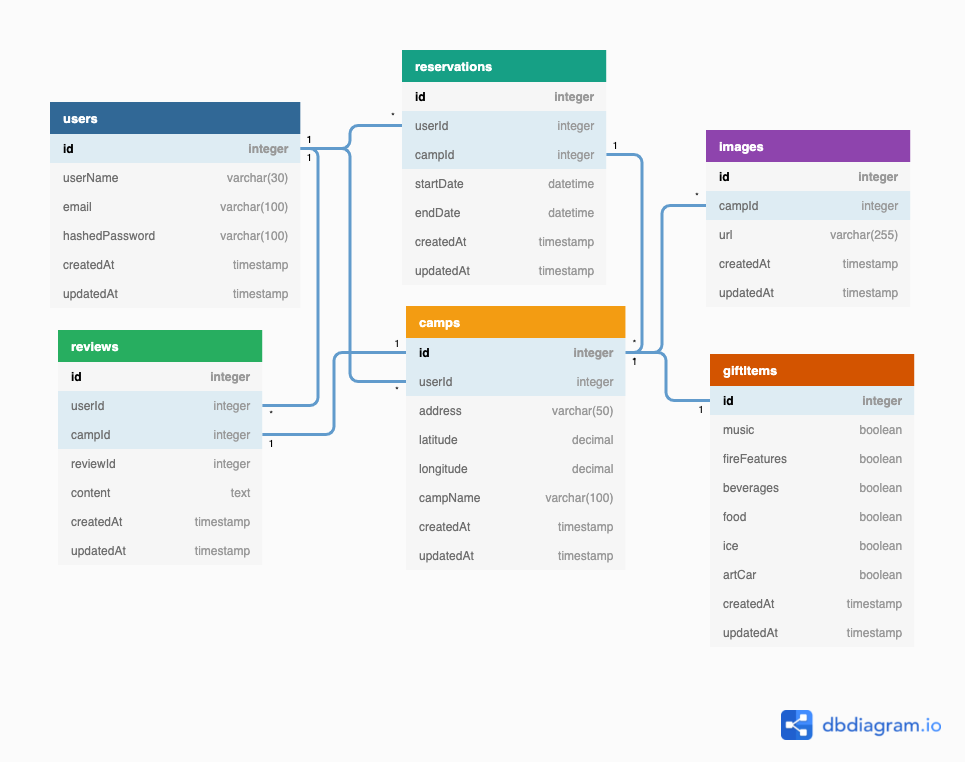 reservations
id integer
userId integer
campId integer
startDate datetime
endDate datetime
createdAt timestamp
updatedAt timestamp
users
id integer
userName varchar(30)
email varchar(100)
hashedPassword varchar(100)
createdAt timestamp
updatedAt timestamp
images
id integer
campId integer
url varchar(255)
createdAt timestamp
updatedAt timestamp
reviews
id integer
userId integer
campId integer
reviewId integer
content text
createdAt timestamp
updatedAt timestamp
camps
id integer
userId integer
address varchar(50)
latitude decimal
longitude decimal
campName varchar(100)
createdAt timestamp
updatedAt timestamp
giftItems
id integer
music boolean
fireFeatures boolean
beverages boolean
food boolean
ice boolean
artCar boolean
createdAt timestamp
updatedAt timestamp
1
1
*
1
*
1
*
*
1
*
1
1
dbdiagram.io